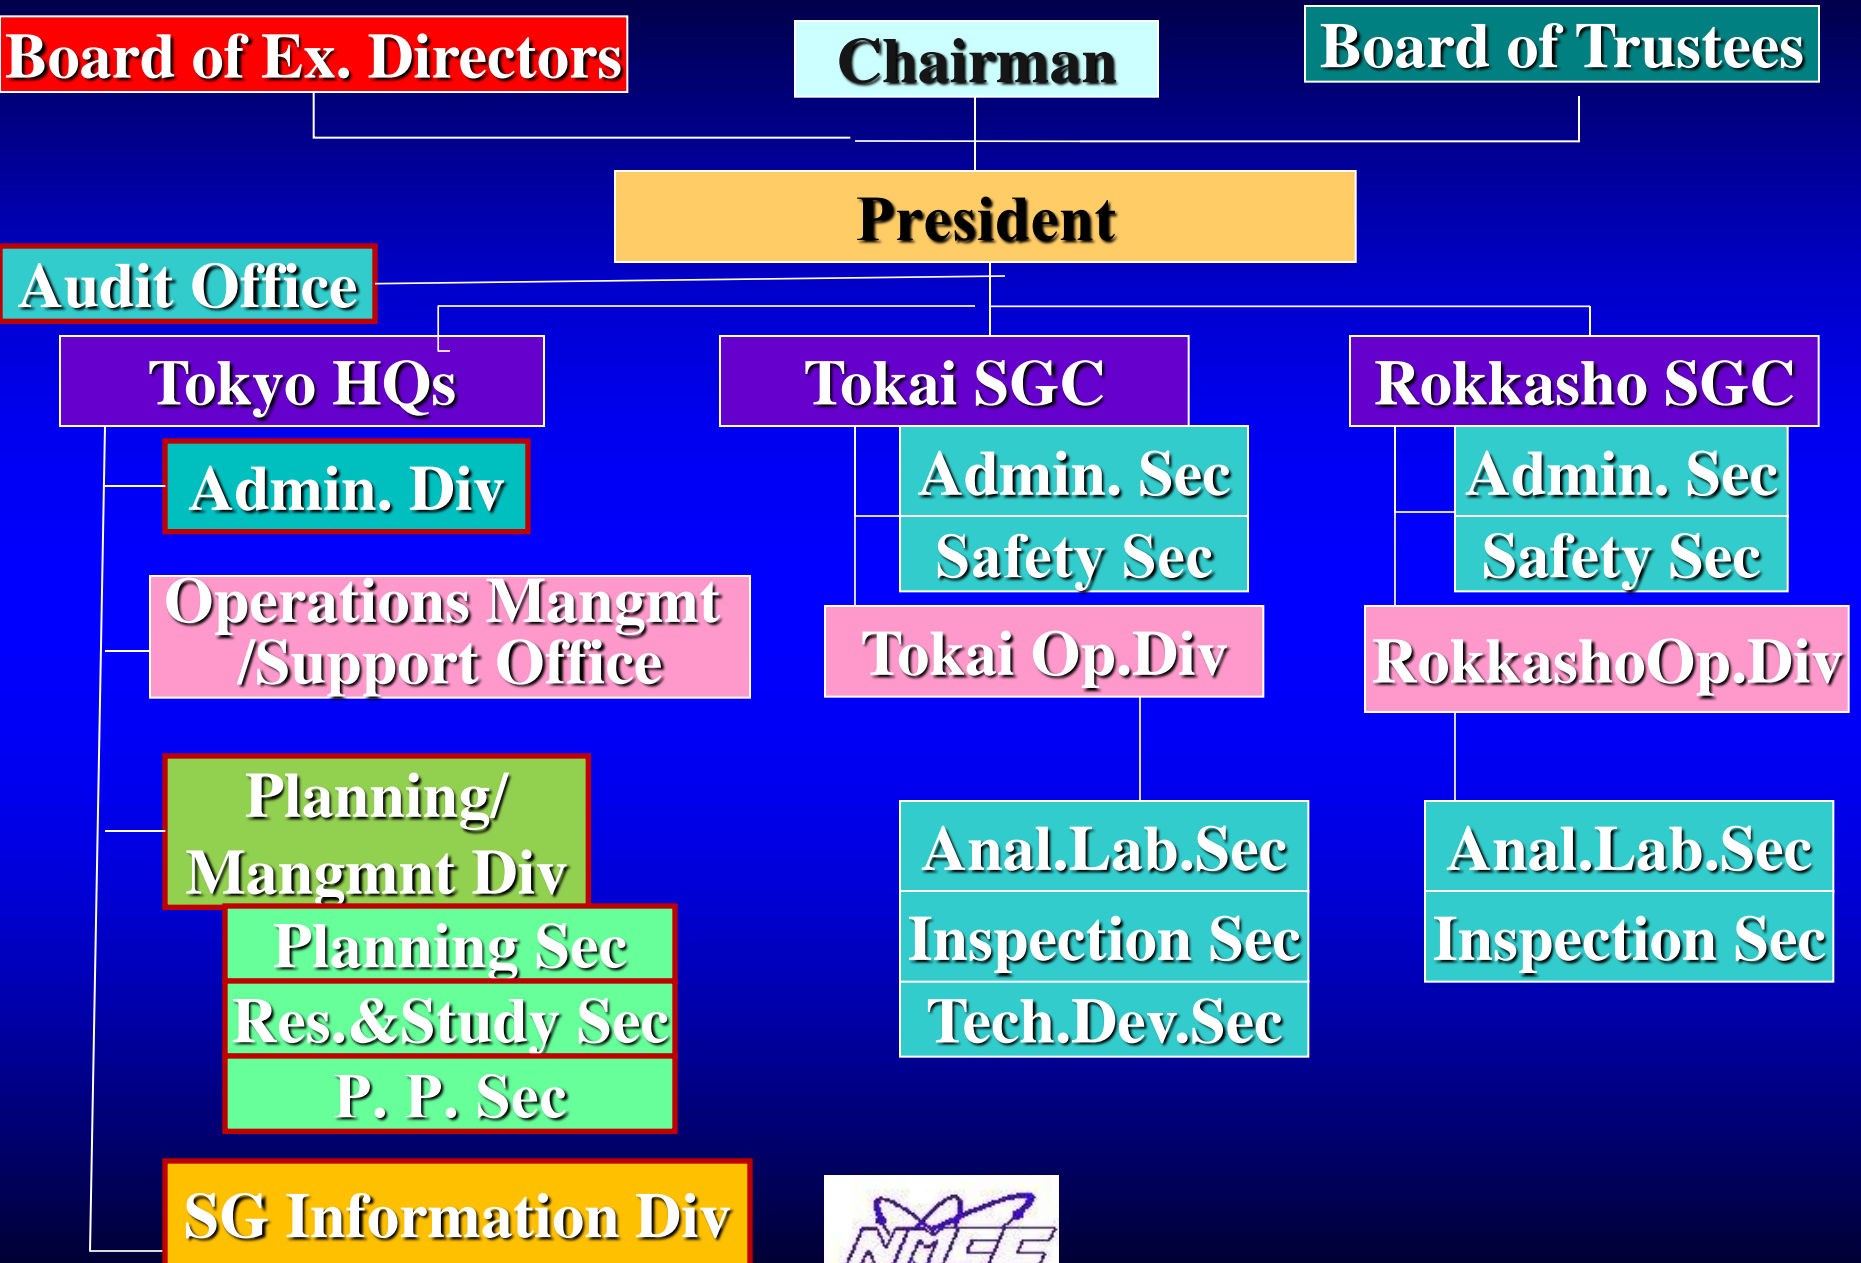 Board of Ex. Directors
Chairman
Board of Trustees
President
Audit Office
Tokyo HQs
Tokai SGC
Rokkasho SGC
Admin. Div
Operations Mangmt
/Support Office
Planning/
Mangmnt Div
Planning Sec
Res.&Study Sec
P. P. Sec
SG Information Div
Admin. Sec
Safety Sec
Tokai Op.Div
Anal.Lab.Sec
Inspection Sec
Tech.Dev.Sec
Admin. Sec
Safety Sec
RokkashoOp.Div
Anal.Lab.Sec
Inspection Sec